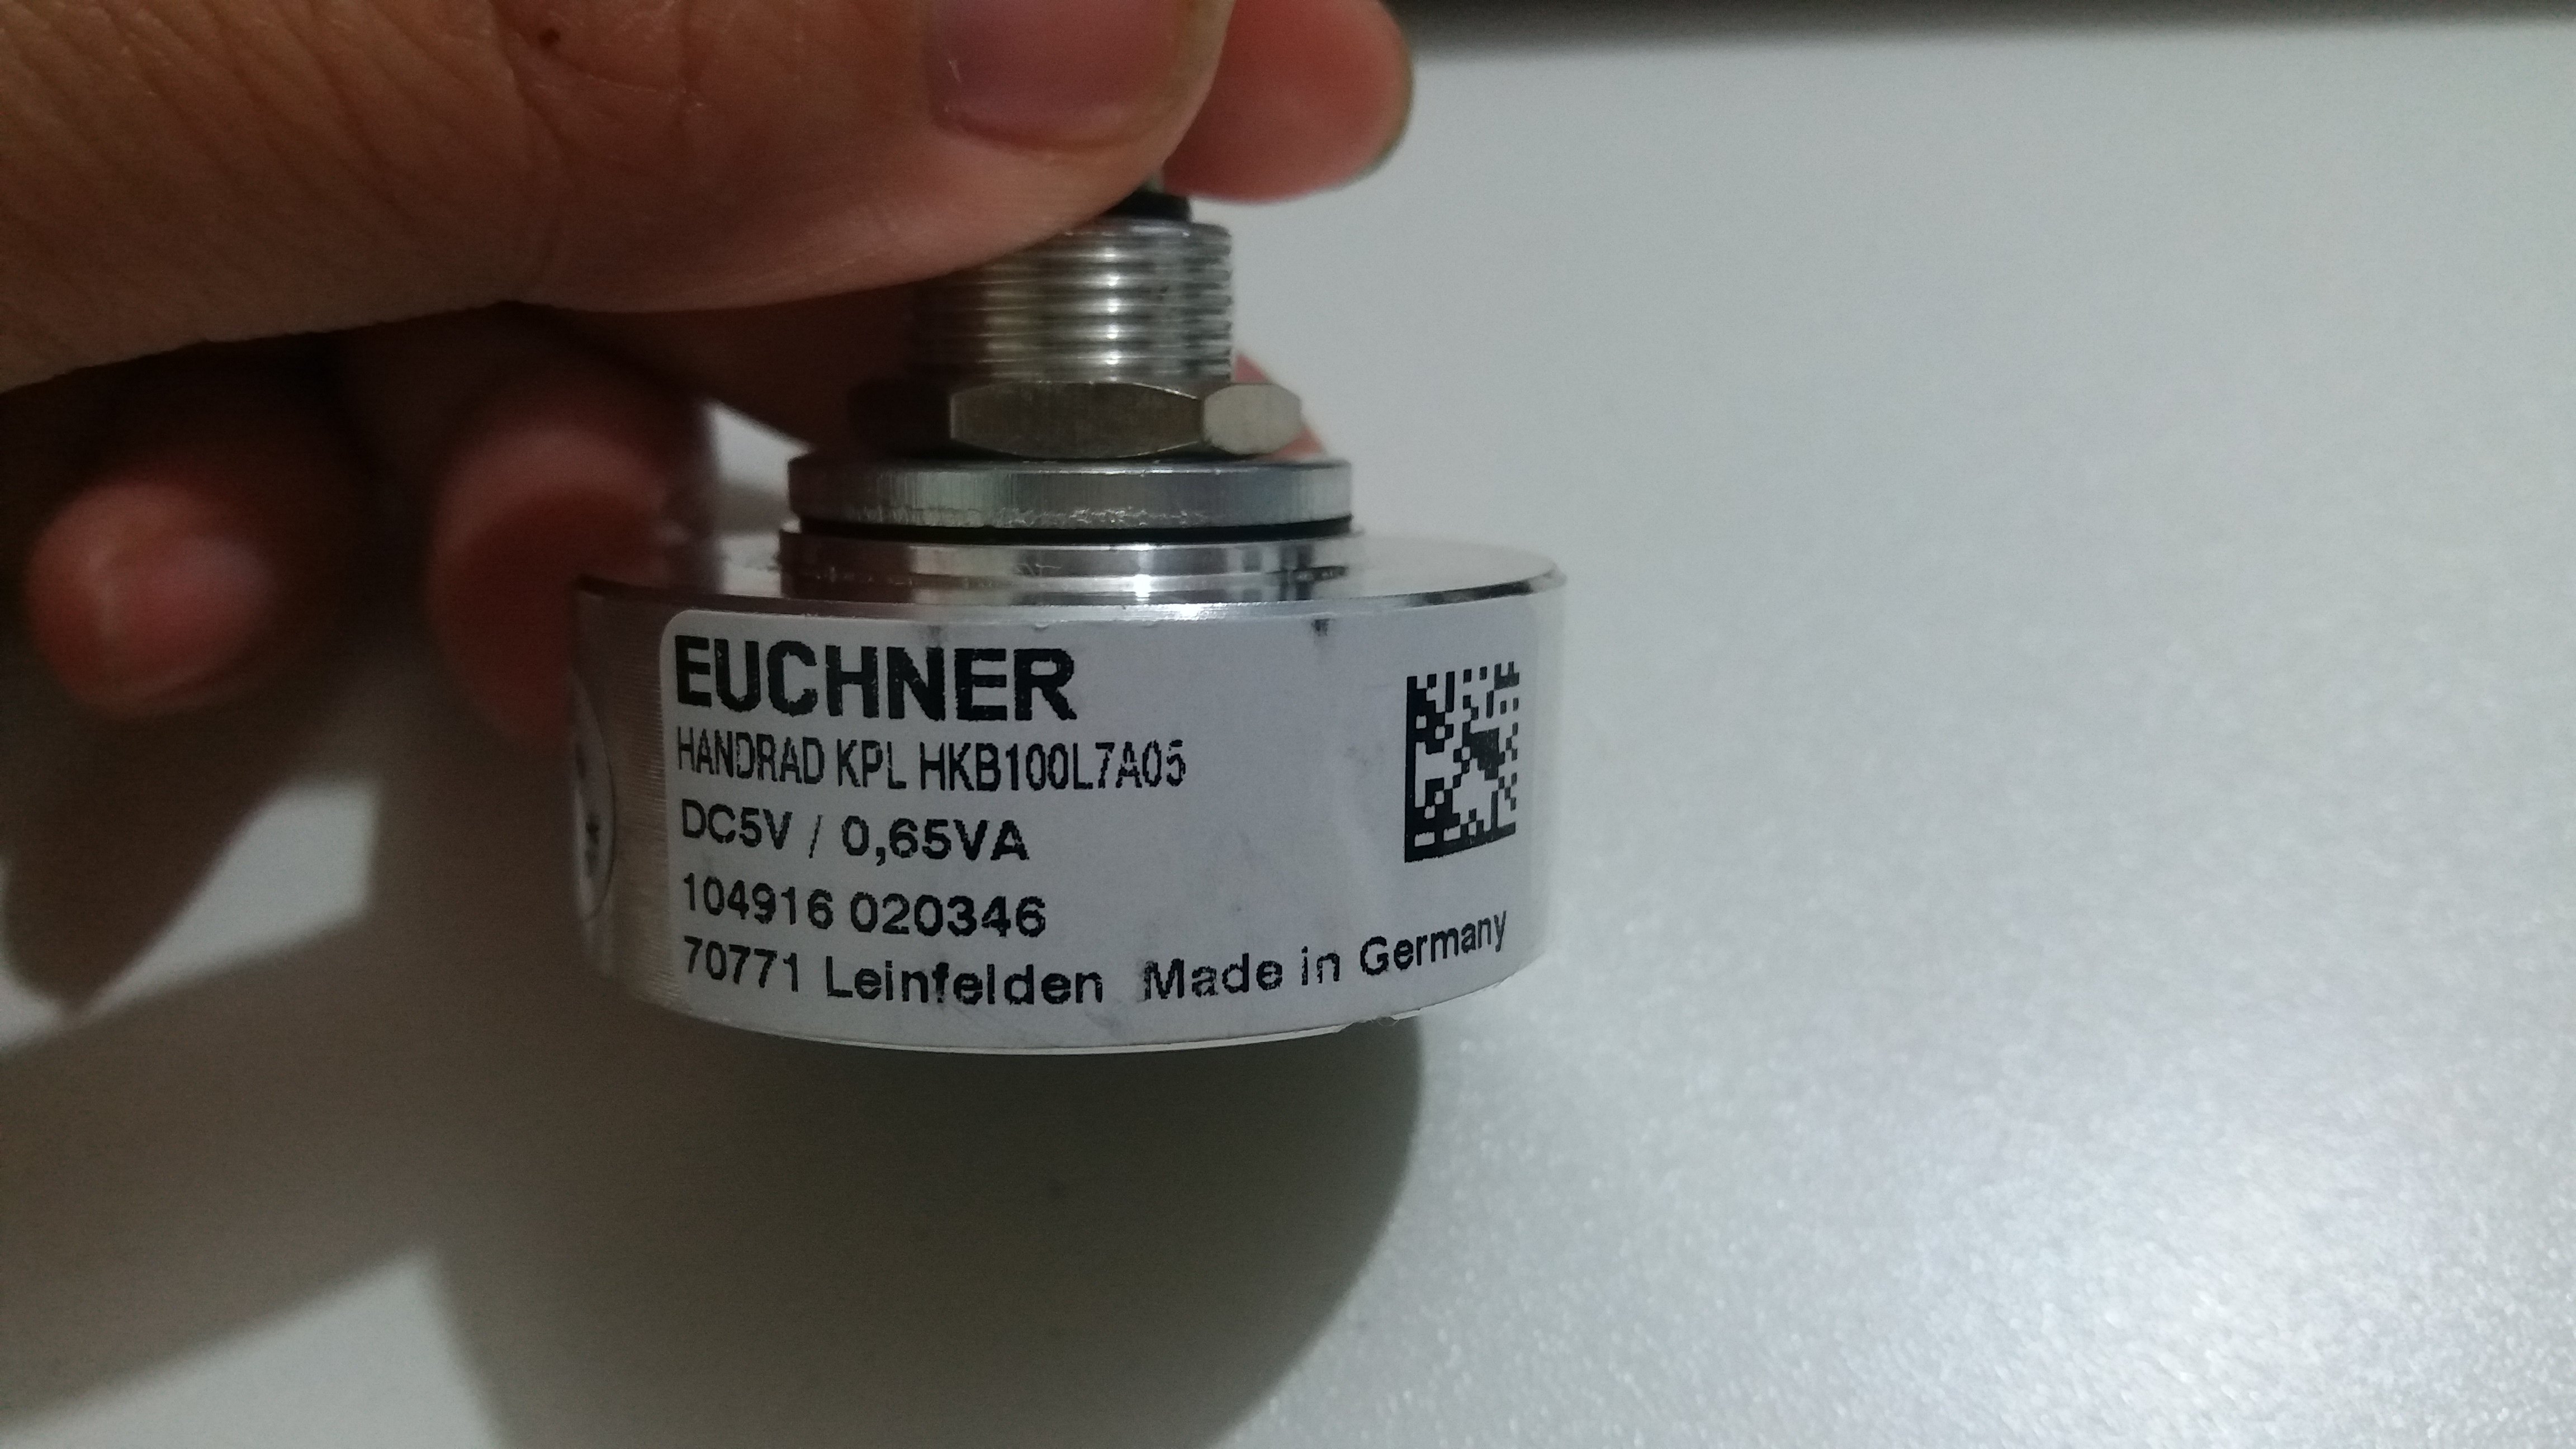 EUCHNER
HANDRAD KPL HKB100L7A05
DC5V / 0,65VA
104916 020346
70771 Leinfelden Made in Germany